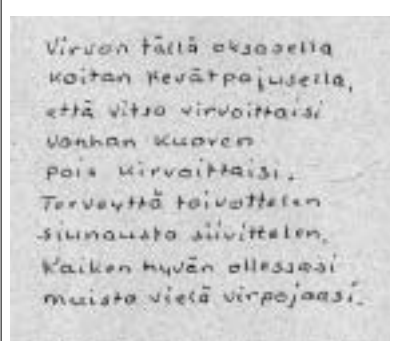 Virvon tällä oksasella
koitan kevätpajusella,
että vitsa virvoittaisi
vanhan kuoren
pois kirvoittaisi.
Terveyttä toivottelen
siunausta siivittelen.
Kaiken hyvän ollessasi
muista vielä virpojaasi.